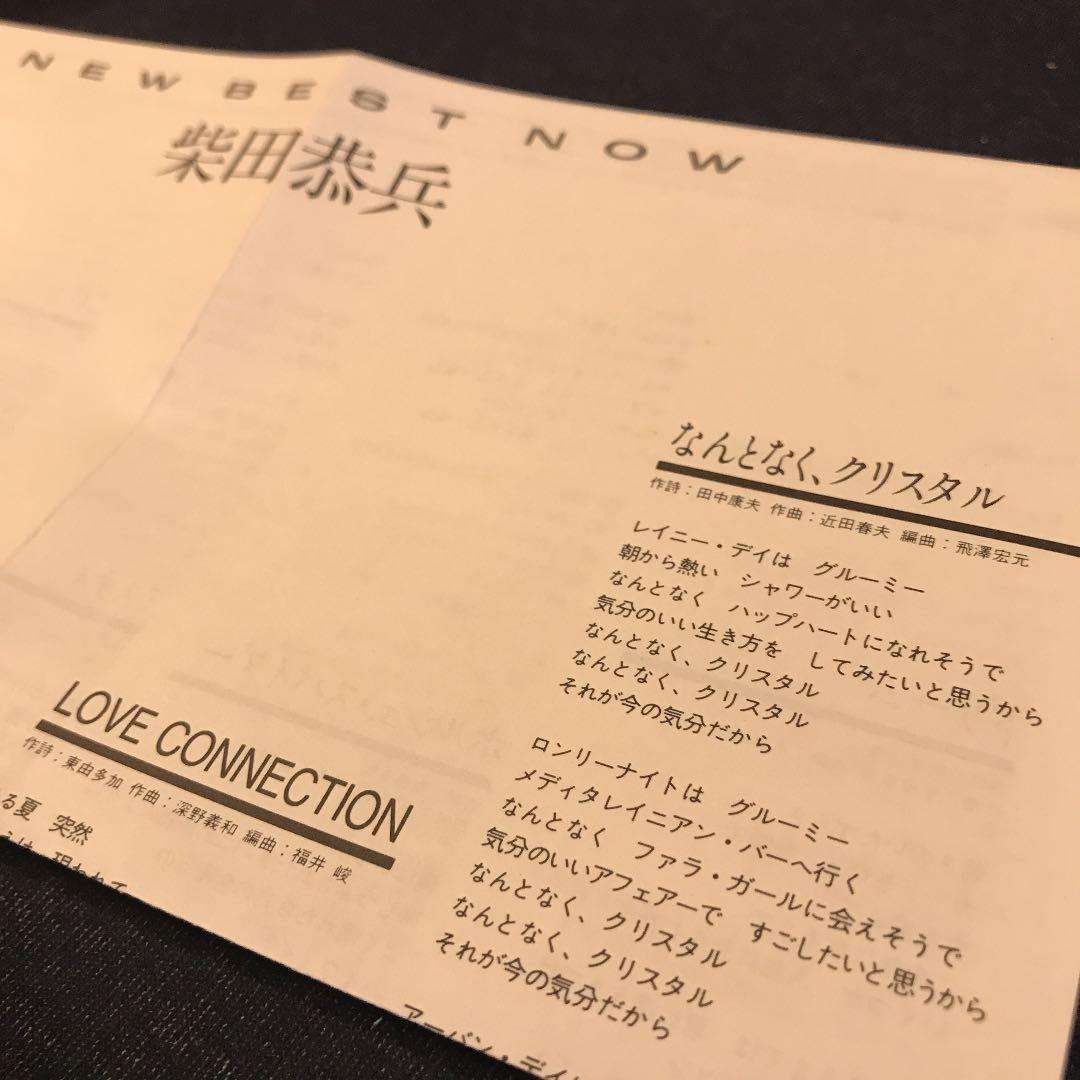 NEW BEST NOW
柴田恭兵
なんとなく、クリスタル
作詩：田中康夫 作曲：近田春夫 編曲：飛澤宏元
レイニー・デイは　グルーミー
朝から熱い　シャワーがいい
なんとなく　ハップハートになれそうで
気分のいい生き方を　してみたいと思うから
なんとなく、クリスタル
なんとなく、クリスタル
それが今の気分だから
ロンリーナイトは　グルーミー
メディタレイニアン・バーへ行く
なんとなく　ファラ・ガールに会えそうで
気分のいいアフェアーで　すごしたいと思うから
なんとなく、クリスタル
なんとなく、クリスタル
それが今の気分だから
LOVE CONNECTION
作詩：東由多加 作曲：深野義和 編曲：福井 峻
る夏　突然
現われて